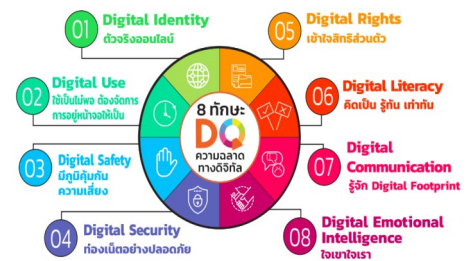 01
Digital Identity
ตัวจริงออนไลน์
02
Digital Use
ใช้เป็นไม่พอ ต้องจัดการ
การอยู่หน้าจอให้เป็น
03
Digital Safety
มีภูมิคุ้มกัน
ความเสี่ยง
04
Digital Security
ท่องเน็ตอย่างปลอดภัย
8 ทักษะ
DQ
ความฉลาด
ทางดิจิทัล
05
Digital Rights
เข้าใจสิทธิส่วนตัว
06
Digital Literacy
คิดเป็น รู้ทัน เท่าทัน
07
Digital
Communication
รู้จัก Digital Footprint
08
Digital Emotional
Intelligence
ใจเขาใจเรา